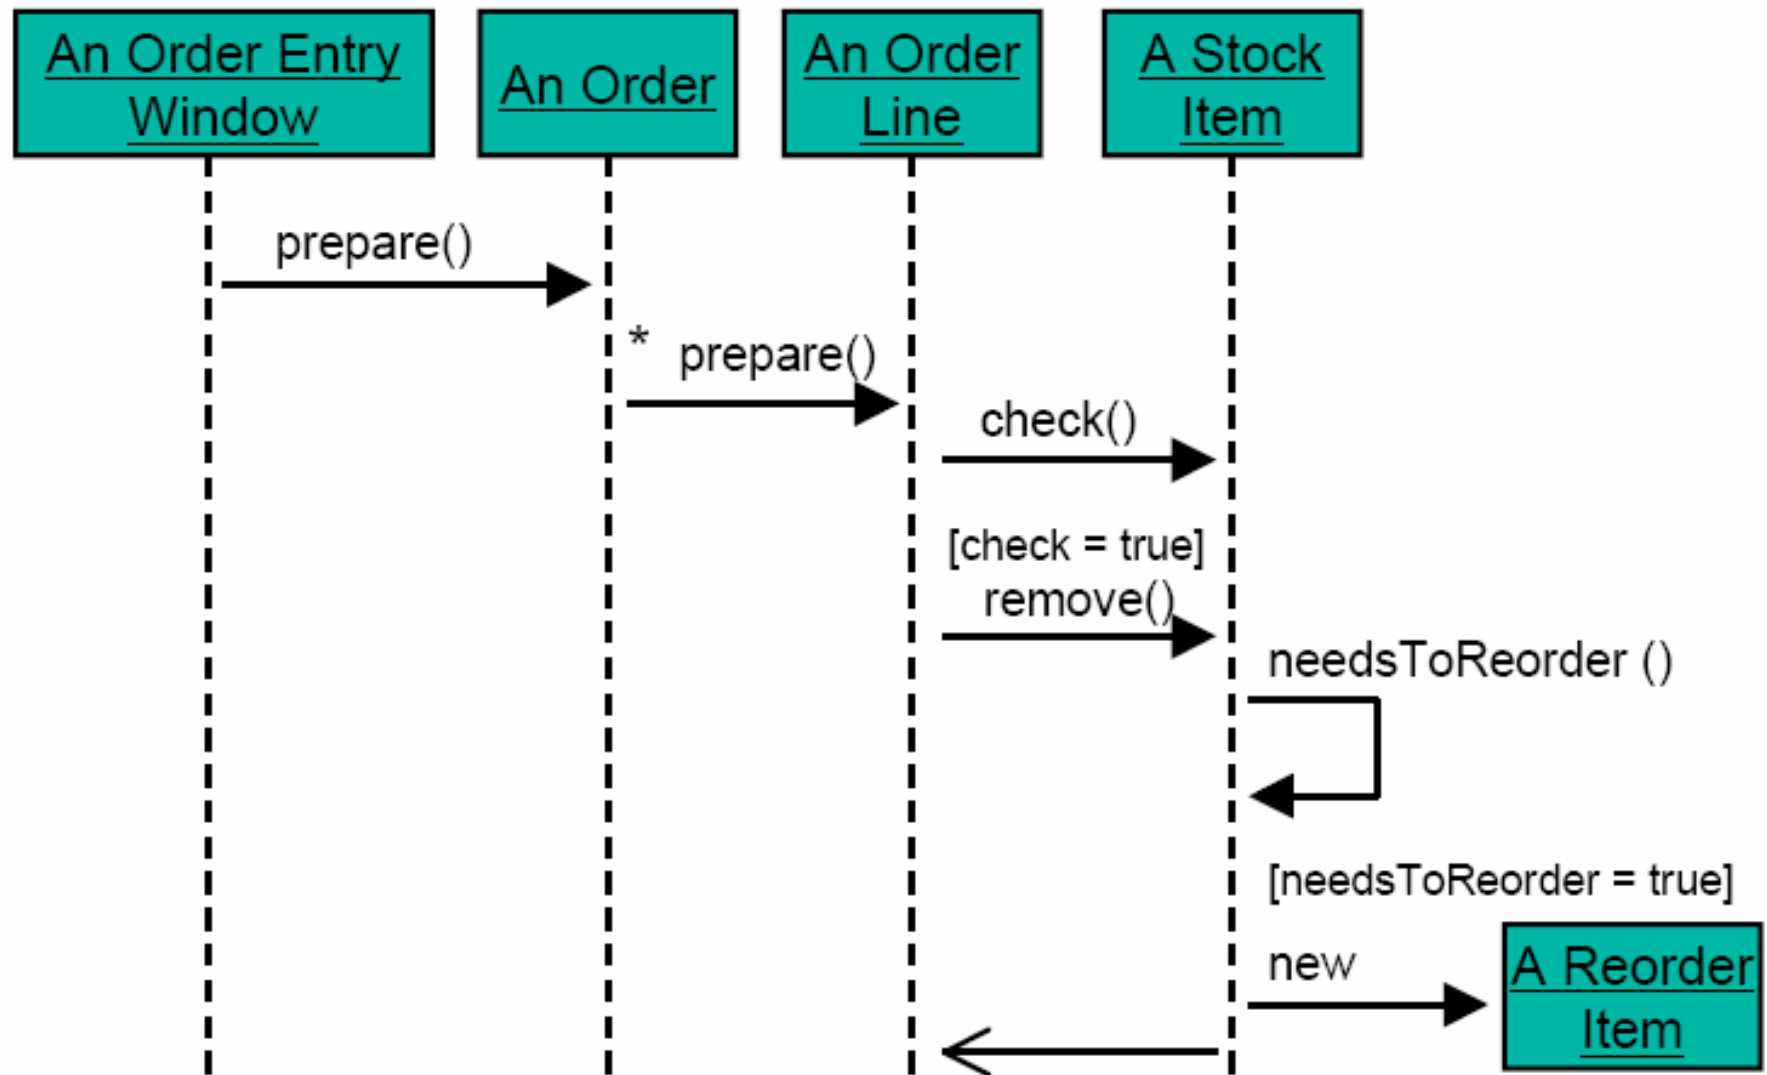 An Order Entry
Window
An Order
An Order
Line
A Stock
Item
prepare()
* prepare()
check()
[check = true]
remove()
needsToReorder ()
[needsToReorder = true]
new
A Reorder
Item